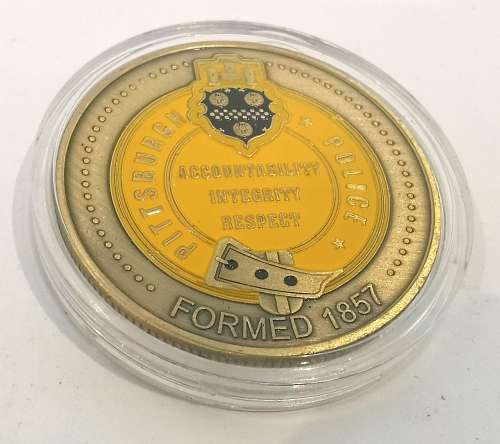 PITTSBURGH POLICE
ACCOUNTABILITY
INTEGRITY
RESPECT
FORMED 1857